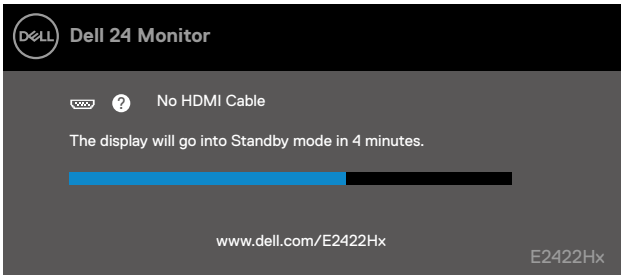 DELL Dell 24 Monitor
? No HDMI Cable
The display will go into Standby mode in 4 minutes.
www.dell.com/E2422Hx
E2422Hx